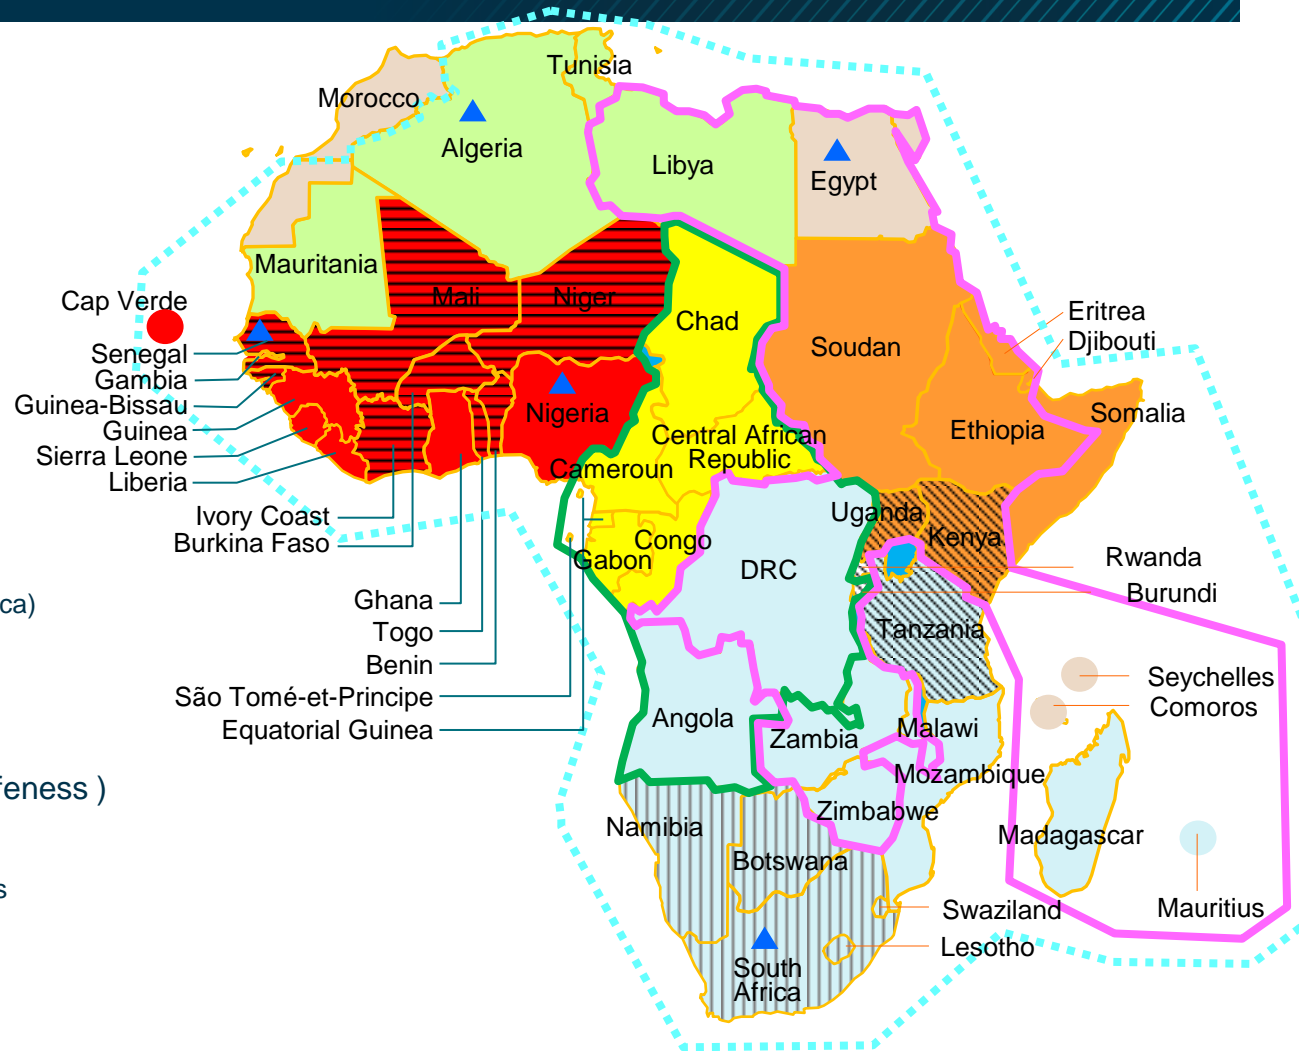 Tunisia
Morocco
Algeria
Libya
Egypt
Mauritania
Mali
Niger
Chad
Soudan
Eritrea
Djibouti
Cap Verde
Senegal
Gambia
Guinea-Bissau
Guinea
Sierra Leone
Liberia
Nigeria
Central African
Republic
Ethiopia
Somalia
Cameroun
Ivory Coast
Burkina Faso
Uganda
Kenya
Congo
Gabon
DRC
Rwanda
Burundi
ca)
Ghana
Togo
Benin
São Tomé-et-Principe
Equatorial Guinea
Tanzania
Seychelles
Comoros
Angola
Zambia
Malawi
Mozambique
feness )
Zimbabwe
Namibia
Madagascar
Botswana
s
Swaziland
Mauritius
Lesotho
South
Africa